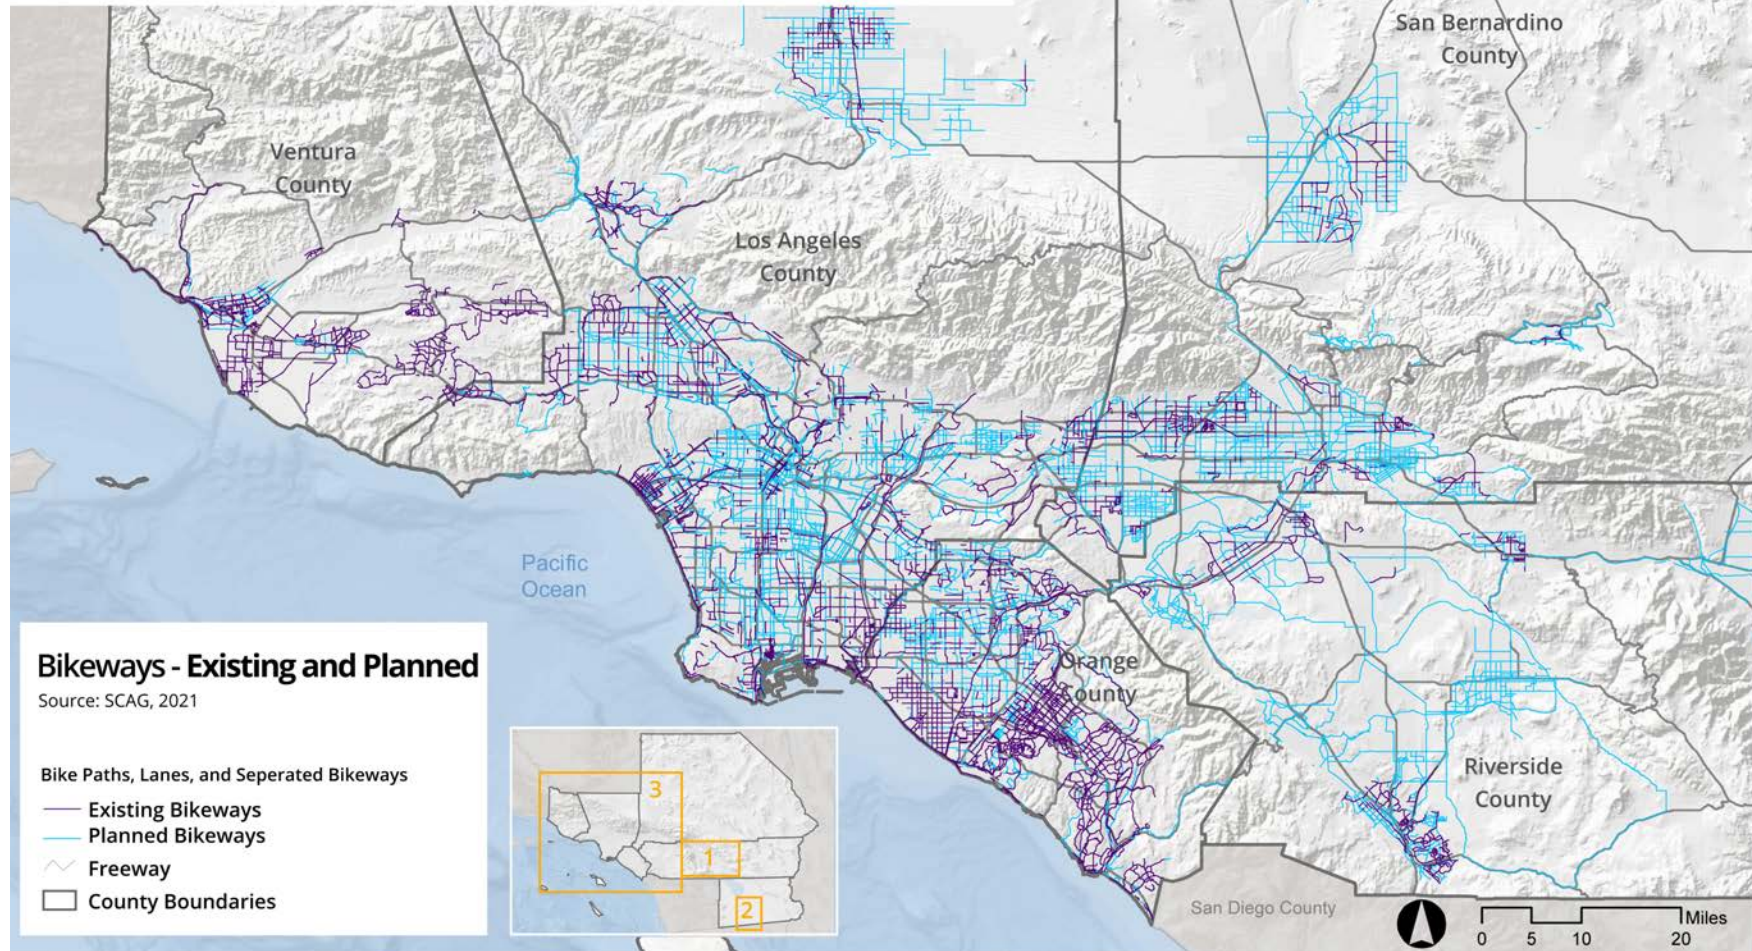 San Bernardino
County
Ventura
County
Los Angeles
County
Pacific
Ocean
Orange
County
Riverside
County
San Diego County
Bikeways - Existing and Planned
Source: SCAG, 2021
Bike Paths, Lanes, and Seperated Bikeways
Existing Bikeways
Planned Bikeways
Freeway
County Boundaries
3
1
2
Miles
0 5 10 20